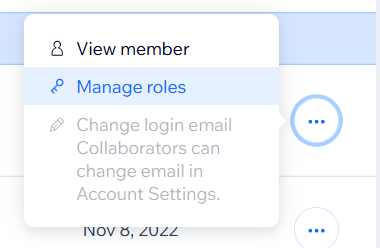 View member
Manage roles
Change login email
Collaborators can
change email in
Account Settings.
Nov 8, 2022